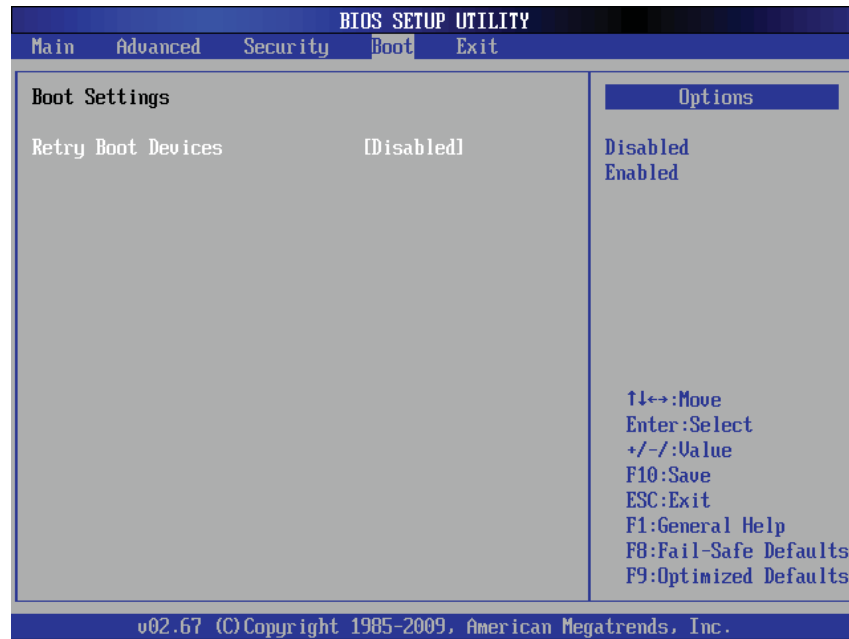 BIOS SETUP UTILITY
Main Advanced Security Boot Exit
Boot Settings
Retry Boot Devices [Disabled]
Options
Disabled
Enabled
↑↓←→:Move
Enter:Select
+/-/:Value
F10:Save
ESC:Exit
F1:General Help
F8:Fail-Safe Defaults
F9:Optimized Defaults
v02.67 (C)Copyright 1985-2009, American Megatrends, Inc.